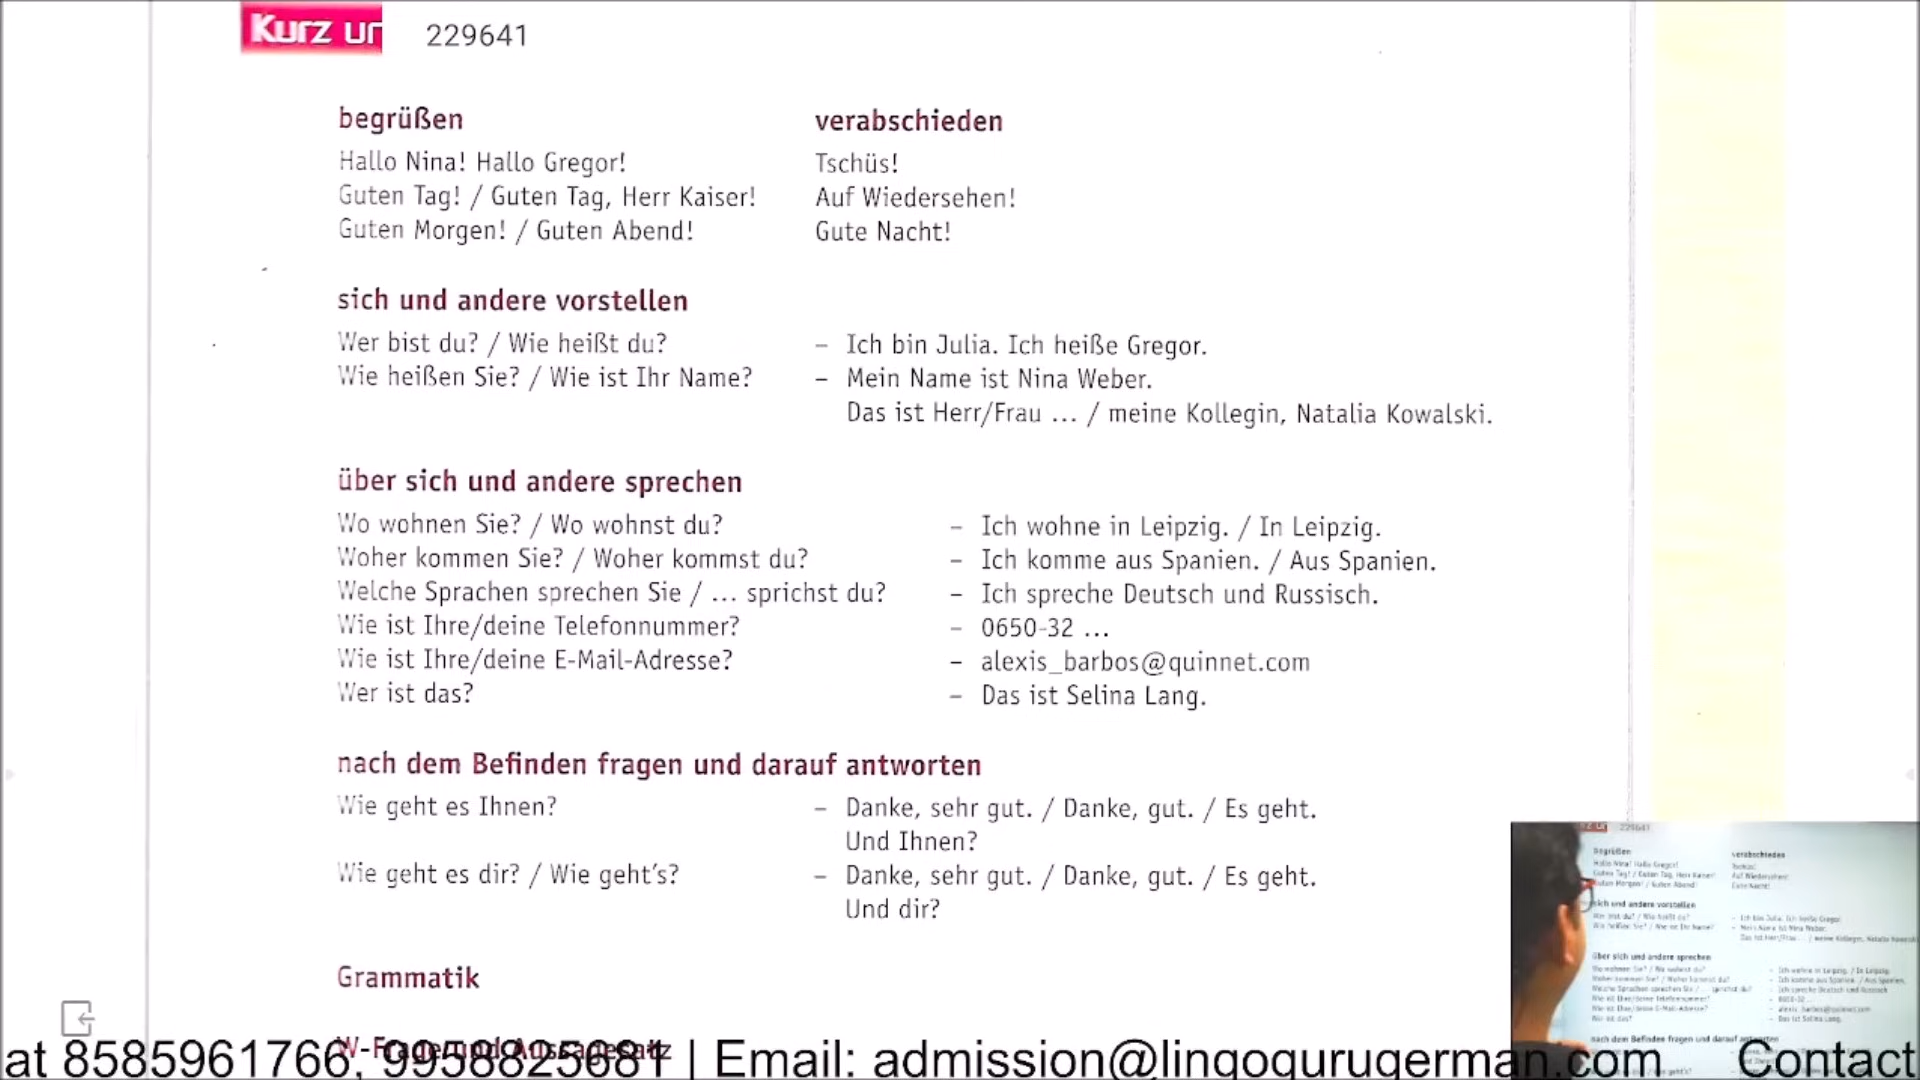 Kurz un
229641
begrüßen
Hallo Nina! Hallo Gregor!
Guten Tag! / Guten Tag, Herr Kaiser!
Guten Morgen! / Guten Abend!
verabschieden
Tschüs!
Auf Wiedersehen!
Gute Nacht!
sich und andere vorstellen
Wer bist du? / Wie heißt du? – Ich bin Julia. Ich heiße Gregor.
Wie heißen Sie? / Wie ist Ihr Name? – Mein Name ist Nina Weber.
Das ist Herr/Frau ... / meine Kollegin, Natalia Kowalski.
über sich und andere sprechen
Wo wohnen Sie? / Wo wohnst du? – Ich wohne in Leipzig. / In Leipzig.
Woher kommen Sie? / Woher kommst du? – Ich komme aus Spanien. / Aus Spanien.
Welche Sprachen sprechen Sie / ... sprichst du? – Ich spreche Deutsch und Russisch.
Wie ist Ihre/deine Telefonnummer? – 0650-32 ...
Wie ist Ihre/deine E-Mail-Adresse? – alexis_barbos@quinnet.com
Wer ist das? – Das ist Selina Lang.
nach dem Befinden fragen und darauf antworten
Wie geht es Ihnen? – Danke, sehr gut. / Danke, gut. / Es geht.
Und Ihnen?
Wie geht es dir? / Wie geht's? – Danke, sehr gut. / Danke, gut. / Es geht.
Und dir?
Grammatik
W-Frage und Aussagesatz
at 8585961766, 9958825681 | Email: admission@lingogurugerman.com Contact